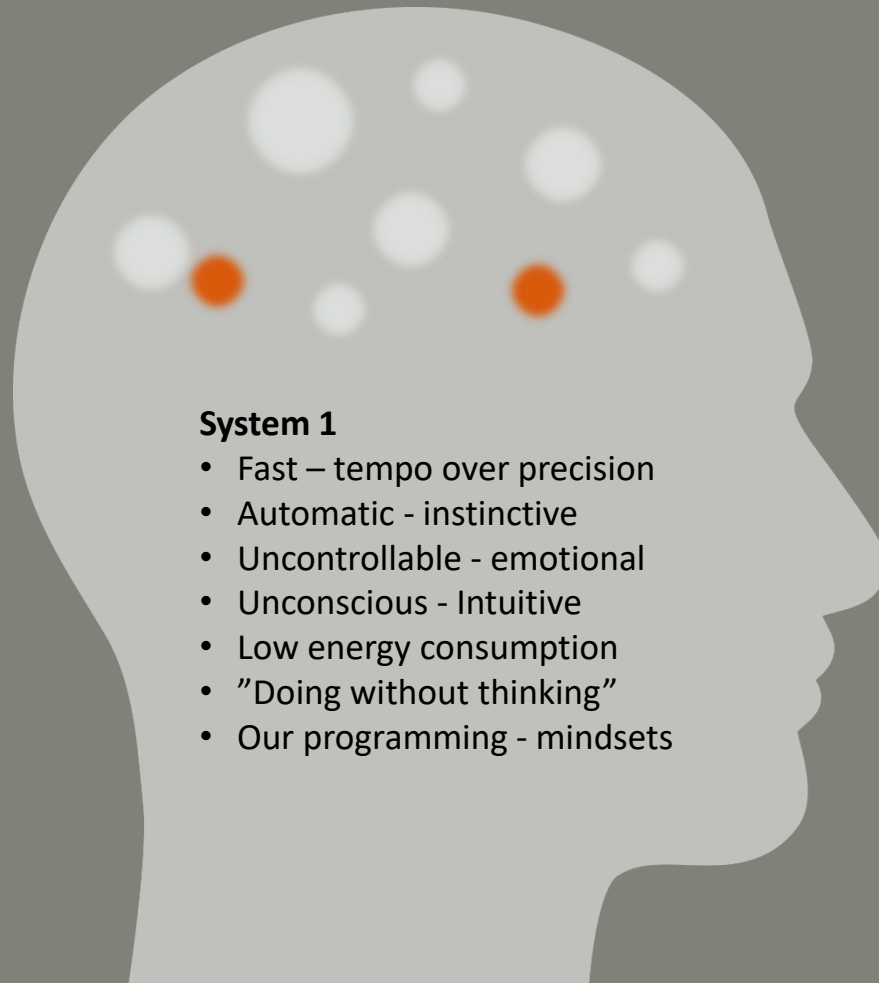 System 1
• Fast – tempo over precision
• Automatic - instinctive
• Uncontrollable - emotional
• Unconscious - Intuitive
• Low energy consumption
• ”Doing without thinking”
• Our programming - mindsets